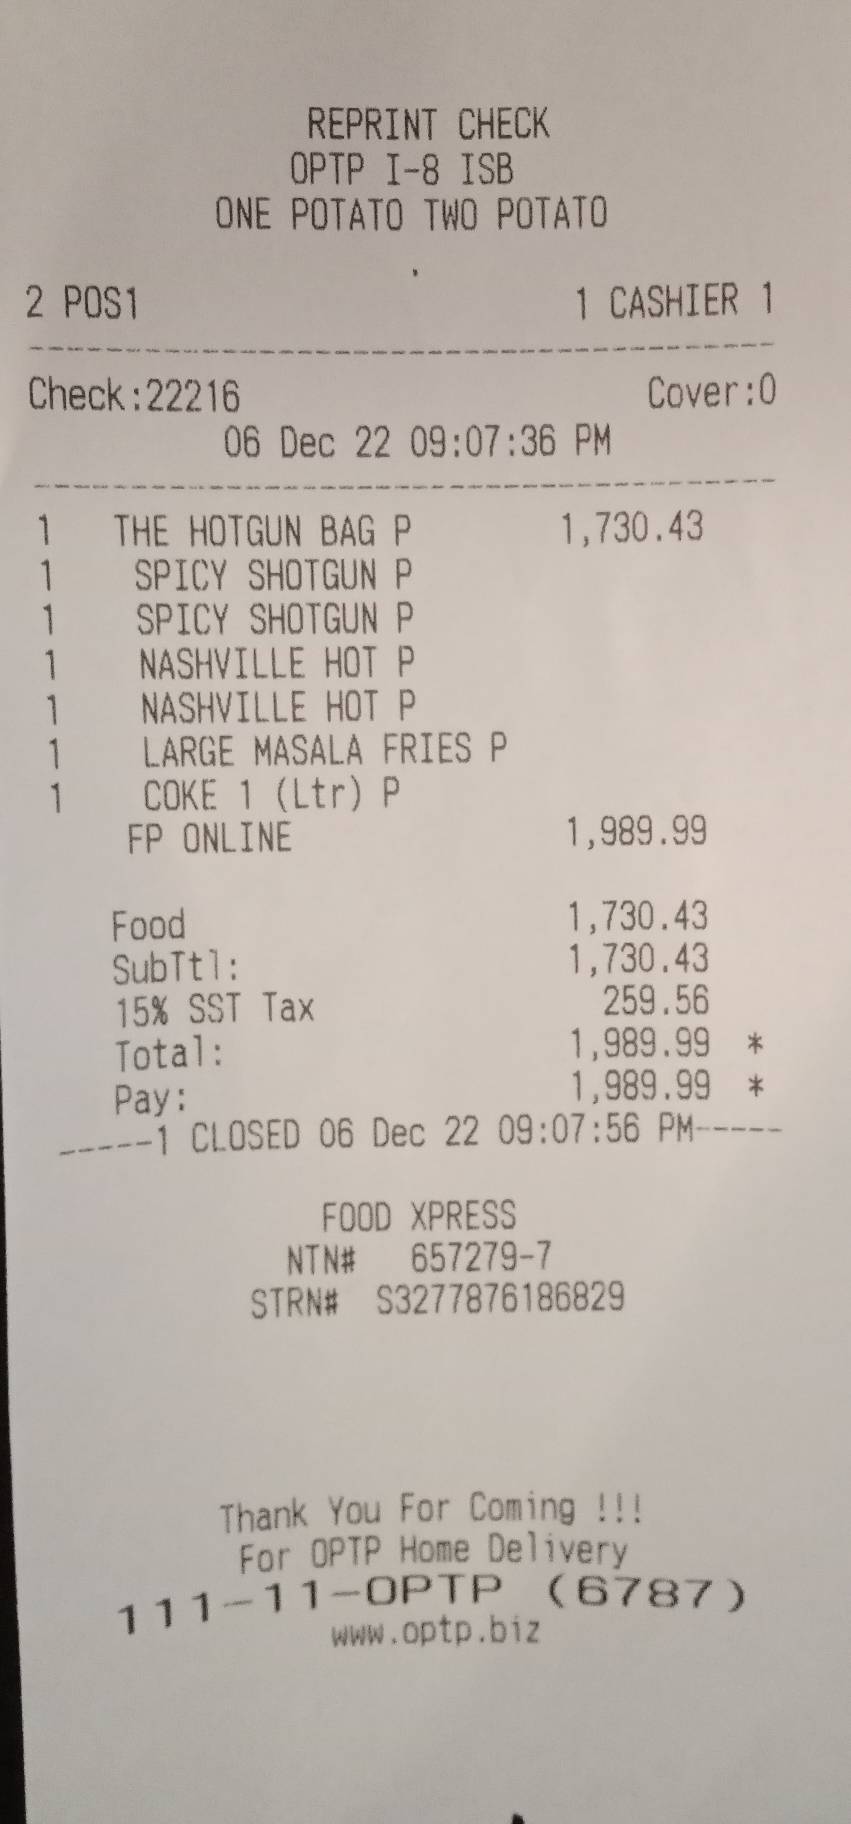 REPRINT CHECK
OPTP I-8 ISB
ONE POTATO TWO POTATO
2 POS1 1 CASHIER 1
Check:22216 Cover:0
06 Dec 22 09:07:36 PM
1 THE HOTGUN BAG P 1,730.43
1 SPICY SHOTGUN P
1 SPICY SHOTGUN P
1 NASHVILLE HOT P
1 NASHVILLE HOT P
1 LARGE MASALA FRIES P
1 COKE 1 (Ltr) P
FP ONLINE 1,989.99
Food 1,730.43
SubTtl: 1,730.43
15% SST Tax 259.56
Total: 1,989.99 *
Pay: 1,989.99 *
-----1 CLOSED 06 Dec 22 09:07:56 PM-----
FOOD XPRESS
NTN# 657279-7
STRN# S3277876186829
Thank You For Coming !!!
For OPTP Home Delivery
111-11-OPTP (6787)
www.optp.biz